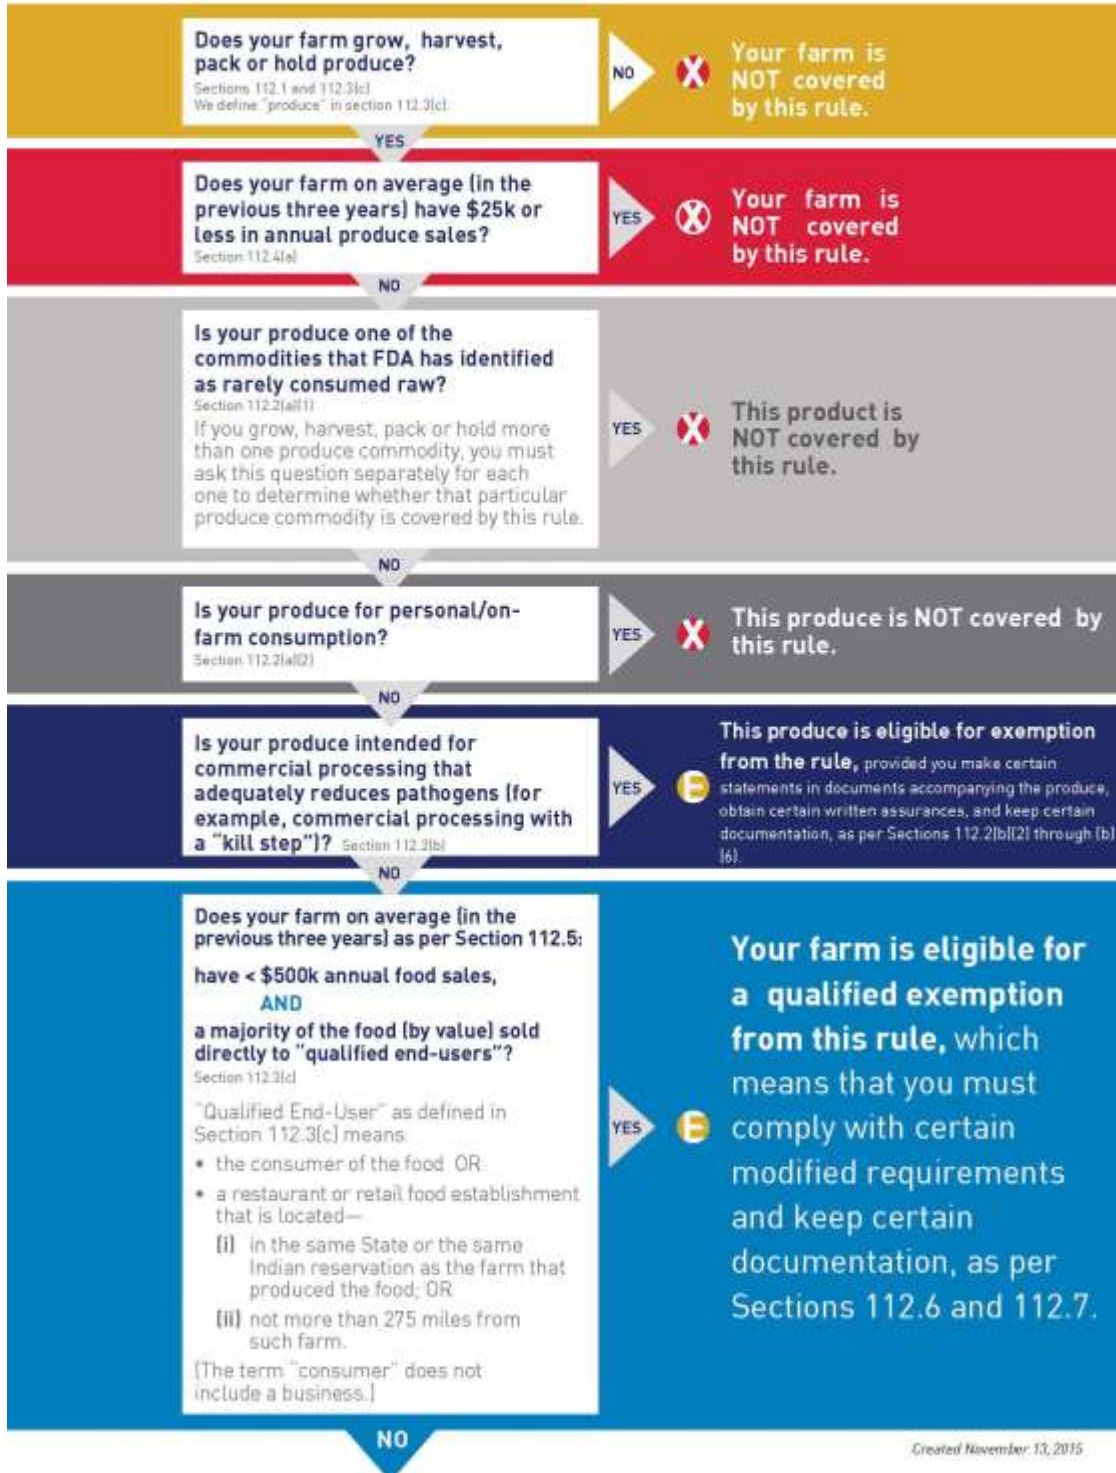 Does your farm grow, harvest,
pack or hold produce?
Sections 112.1 and 112.3(c)
We define "produce" in section 112.3(c).
NO
X
Your farm is
NOT covered
by this rule.
YES
Does your farm on average (in the
previous three years) have $25k or
less in annual produce sales?
Section 112.4(a)
YES
X
Your farm is
NOT covered
by this rule.
NO
Is your produce one of the
commodities that FDA has identified
as rarely consumed raw?
Section 112.2(a)(1)
If you grow, harvest, pack or hold more
than one produce commodity, you must
ask this question separately for each
one to determine whether that particular
produce commodity is covered by this rule.
YES
X
This product is
NOT covered by
this rule.
NO
Is your produce for personal/on-
farm consumption?
Section 112.2(a)(2)
YES
X
This produce is NOT covered by
this rule.
NO
Is your produce intended for
commercial processing that
adequately reduces pathogens (for
example, commercial processing with
a "kill step")? Section 112.2(b)
YES
E
This produce is eligible for exemption
from the rule, provided you make certain
statements in documents accompanying the produce,
obtain certain written assurances, and keep certain
documentation, as per Sections 112.2(b)(2) through (b)
(6).
NO
Does your farm on average (in the
previous three years) as per Section 112.5:
have < $500k annual food sales,
AND
a majority of the food (by value) sold
directly to "qualified end-users"?
Section 112.3(c)
"Qualified End-User" as defined in
Section 112.3(c) means:
• the consumer of the food OR
• a restaurant or retail food establishment
that is located—
(i) in the same State or the same
Indian reservation as the farm that
produced the food; OR
(ii) not more than 275 miles from
such farm.
(The term "consumer" does not
include a business.)
YES
E
Your farm is eligible for
a qualified exemption
from this rule, which
means that you must
comply with certain
modified requirements
and keep certain
documentation, as per
Sections 112.6 and 112.7.
NO
Created November 13, 2015